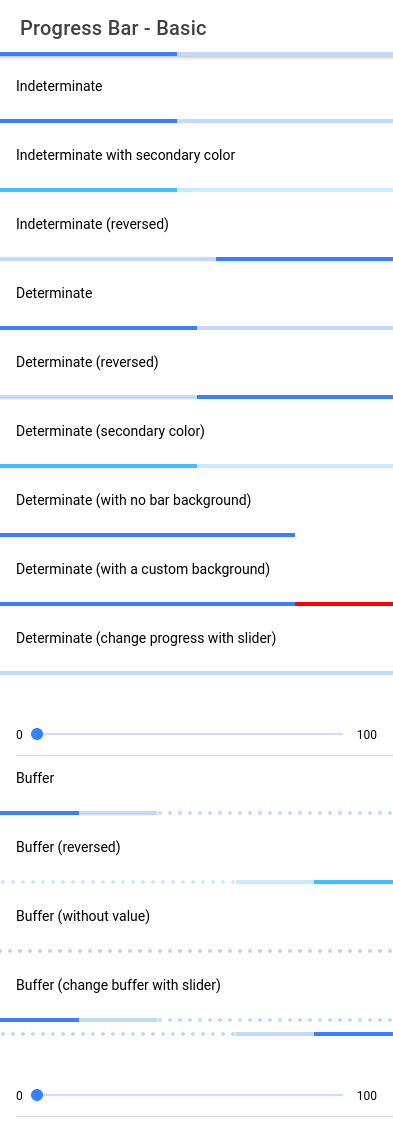 Progress Bar - Basic
Indeterminate
Indeterminate with secondary color
Indeterminate (reversed)
Determinate
Determinate (reversed)
Determinate (secondary color)
Determinate (with no bar background)
Determinate (with a custom background)
Determinate (change progress with slider)
0 100
Buffer
Buffer (reversed)
Buffer (without value)
Buffer (change buffer with slider)
0 100